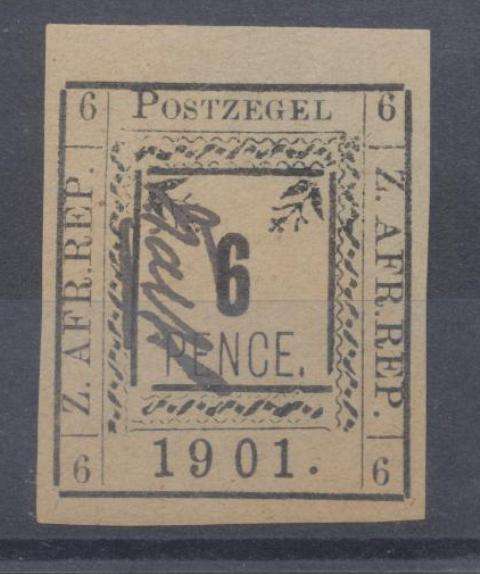 6 POSTZEGEL 6
Z. AFR. REP.
Z. AFR. REP.
6
PENCE.
6 1901. 6